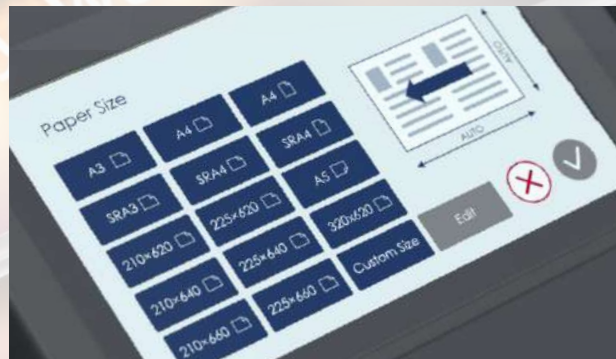 Paper Size
A3 A4 A4
SRA3 SRA4 SRA4
210×620 225×620 A5
210×640 225×640 320×620
210×660 225×660 Custom Size
AUTO
AUTO
Edit